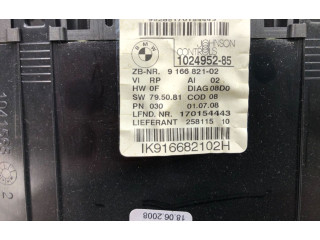 BMW
JOHNSON
CONTROLS
1024952-85
ZB-NR. 9 166 821-02
VI RP AI 02
HW 0F DIAG 08D0
SW 79.50.81 COD 08
PN 030 01.07.08
LFND. NR. 170154443
LIEFERANT 258115 10
IK916682102H
18.06.2008
2